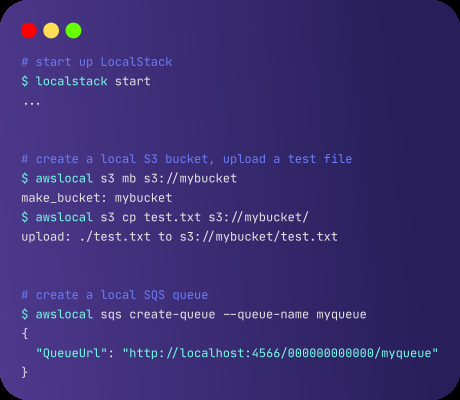 # start up LocalStack
$ localstack start
...
# create a local S3 bucket, upload a test file
$ awslocal s3 mb s3://mybucket
make_bucket: mybucket
$ awslocal s3 cp test.txt s3://mybucket/
upload: ./test.txt to s3://mybucket/test.txt
# create a local SQS queue
$ awslocal sqs create-queue --queue-name myqueue
{
  "QueueUrl": "http://localhost:4566/000000000000/myqueue"
}